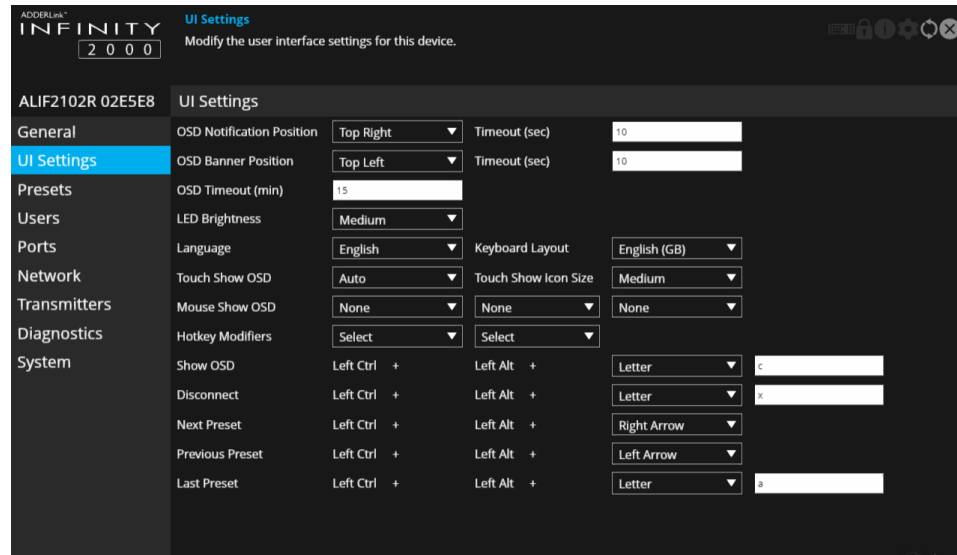 ADDERLink™
INFINITY
2000
UI Settings
Modify the user interface settings for this device.
ALIF2102R 02E5E8
UI Settings
General
UI Settings
Presets
Users
Ports
Network
Transmitters
Diagnostics
System
OSD Notification Position Top Right Timeout (sec) 10
OSD Banner Position Top Left Timeout (sec) 10
OSD Timeout (min) 15
LED Brightness Medium
Language English Keyboard Layout English (GB)
Touch Show OSD Auto Touch Show Icon Size Medium
Mouse Show OSD None None None
Hotkey Modifiers Select Select
Show OSD Left Ctrl + Left Alt + Letter c
Disconnect Left Ctrl + Left Alt + Letter x
Next Preset Left Ctrl + Left Alt + Right Arrow
Previous Preset Left Ctrl + Left Alt + Left Arrow
Last Preset Left Ctrl + Left Alt + Letter a